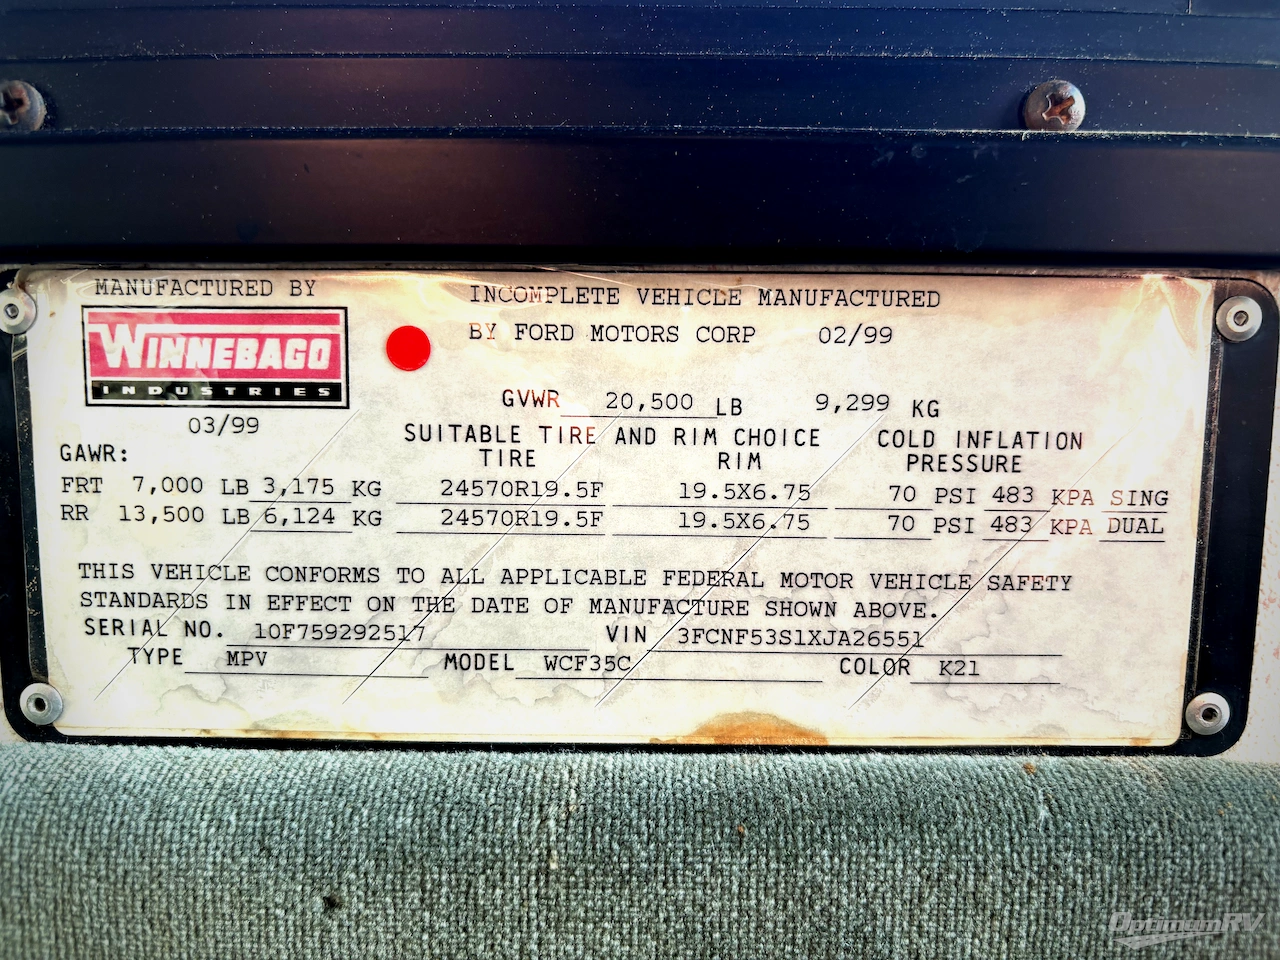 MANUFACTURED BY
WINNEBAGO
INDUSTRIES
03/99
INCOMPLETE VEHICLE MANUFACTURED
BY FORD MOTORS CORP 02/99
GVWR 20,500 LB 9,299 KG
SUITABLE TIRE AND RIM CHOICE COLD INFLATION
GAWR: TIRE RIM PRESSURE
FRT 7,000 LB 3,175 KG 24570R19.5F 19.5X6.75 70 PSI 483 KPA SING
RR 13,500 LB 6,124 KG 24570R19.5F 19.5X6.75 70 PSI 483 KPA DUAL
THIS VEHICLE CONFORMS TO ALL APPLICABLE FEDERAL MOTOR VEHICLE SAFETY
STANDARDS IN EFFECT ON THE DATE OF MANUFACTURE SHOWN ABOVE.
SERIAL NO. 10F759292517 VIN 3FCNF53S1XJA26551
TYPE MPV MODEL WCF35C COLOR K21
OptimumRV